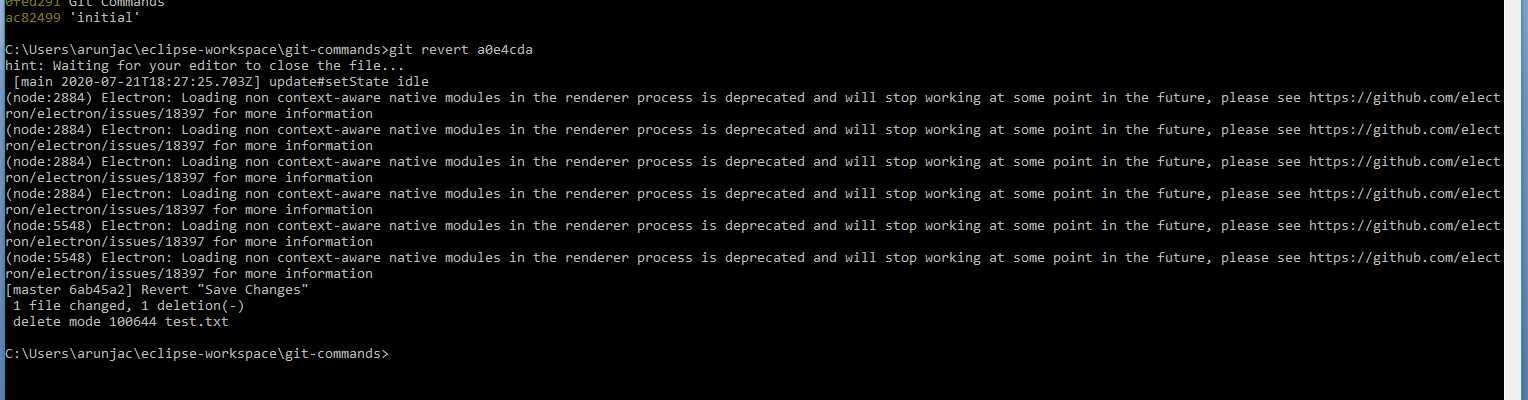 0fed291 Git Commands
ac82499 'initial'
C:\Users\arunjac\eclipse-workspace\git-commands>git revert a0e4cda
hint: Waiting for your editor to close the file...
[main 2020-07-21T18:27:25.703Z] update#setState idle
(node:2884) Electron: Loading non context-aware native modules in the renderer process is deprecated and will stop working at some point in the future, please see https://github.com/elect
ron/electron/issues/18397 for more information
(node:2884) Electron: Loading non context-aware native modules in the renderer process is deprecated and will stop working at some point in the future, please see https://github.com/elect
ron/electron/issues/18397 for more information
(node:2884) Electron: Loading non context-aware native modules in the renderer process is deprecated and will stop working at some point in the future, please see https://github.com/elect
ron/electron/issues/18397 for more information
(node:2884) Electron: Loading non context-aware native modules in the renderer process is deprecated and will stop working at some point in the future, please see https://github.com/elect
ron/electron/issues/18397 for more information
(node:5548) Electron: Loading non context-aware native modules in the renderer process is deprecated and will stop working at some point in the future, please see https://github.com/elect
ron/electron/issues/18397 for more information
(node:5548) Electron: Loading non context-aware native modules in the renderer process is deprecated and will stop working at some point in the future, please see https://github.com/elect
ron/electron/issues/18397 for more information
[master 6ab45a2] Revert "Save Changes"
1 file changed, 1 deletion(-)
delete mode 100644 test.txt
C:\Users\arunjac\eclipse-workspace\git-commands>